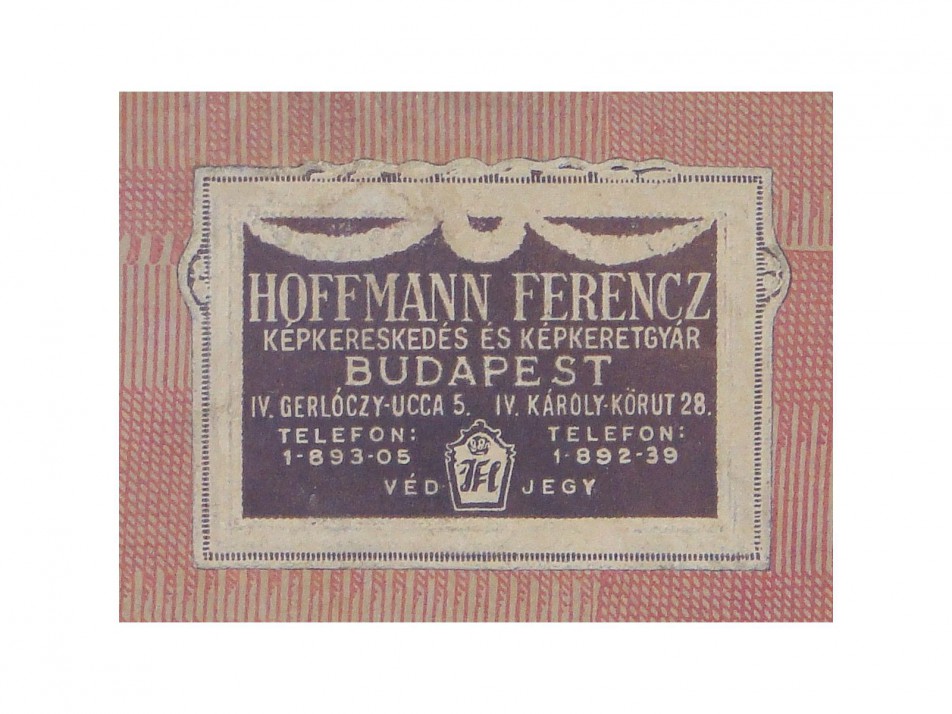 HOFFMANN FERENCZ
KÉPKERESKEDÉS ÉS KÉPKERETGYÁR
BUDAPEST
IV. GERLÓCZY-UCCA 5. IV. KÁROLY-KÖRUT 28.
TELEFON: TELEFON:
1-893-05 1-892-39
VÉD JEGY